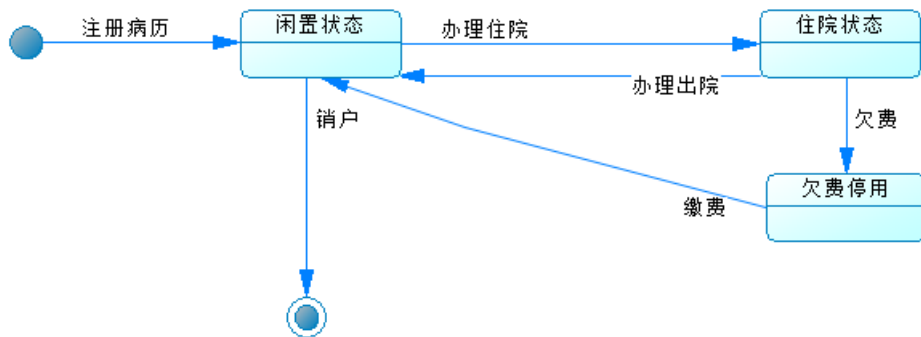 注册病历
闲置状态
办理住院
住院状态
办理出院
销户
欠费
欠费停用
缴费